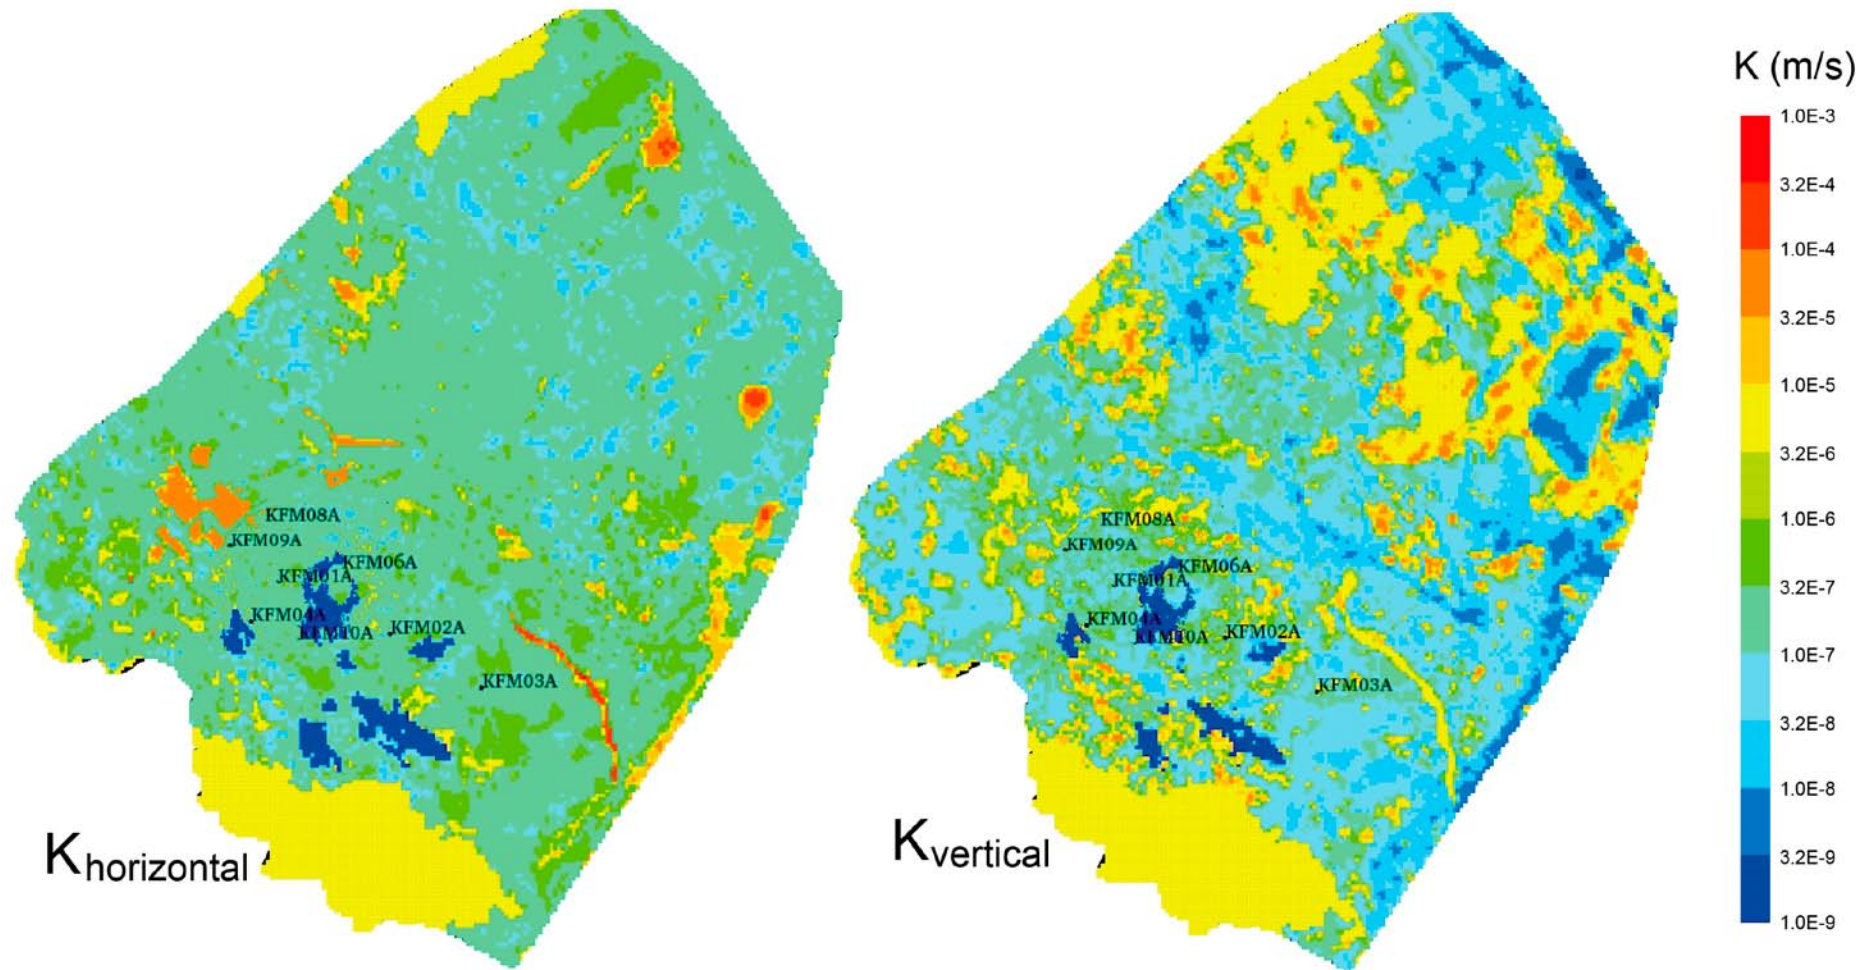 K (m/s)
1.0E-3
3.2E-4
1.0E-4
3.2E-5
1.0E-5
3.2E-6
1.0E-6
3.2E-7
1.0E-7
3.2E-8
1.0E-8
3.2E-9
1.0E-9
KFM08A
KFM09A
KFM06A
KFM01A
KFM04A
KFM10A
KFM02A
KFM03A
Khorizontal
KFM08A
KFM09A
KFM06A
KFM01A
KFM04A
KFM10A
KFM02A
KFM03A
Kvertical